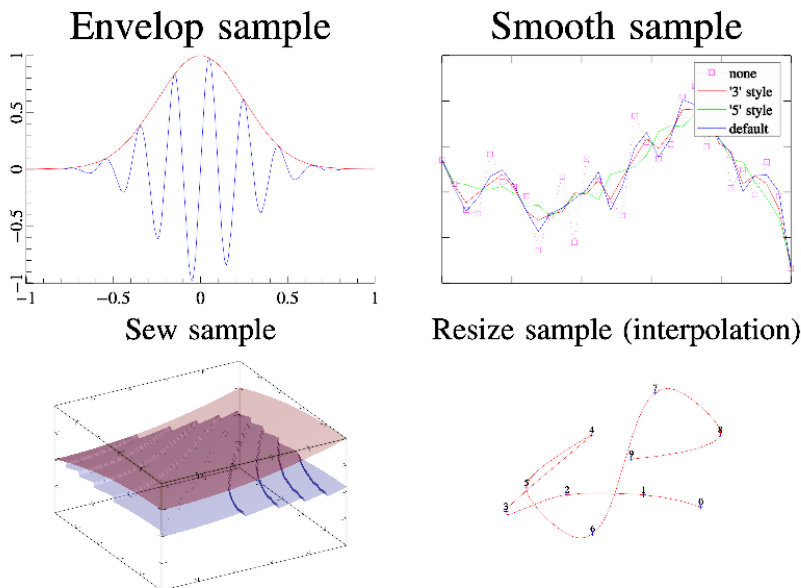 Envelop sample
Smooth sample
1
0.5
0
−0.5
−1
−1
−0.5
0
0.5
1
none
'3' style
'5' style
default
Sew sample
Resize sample (interpolation)
7
4
8
9
5
2
1
0
3
6